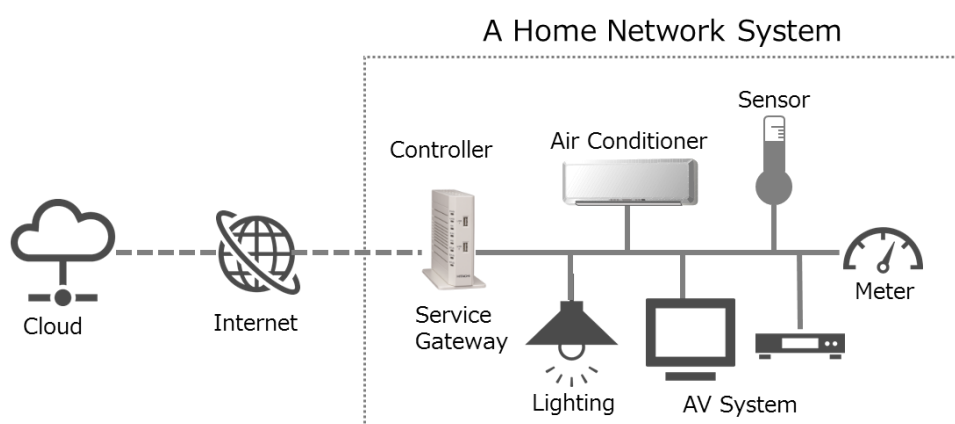 A Home Network System
Sensor
Air Conditioner
Controller
Meter
Service
Gateway
Cloud
Internet
Lighting
AV System